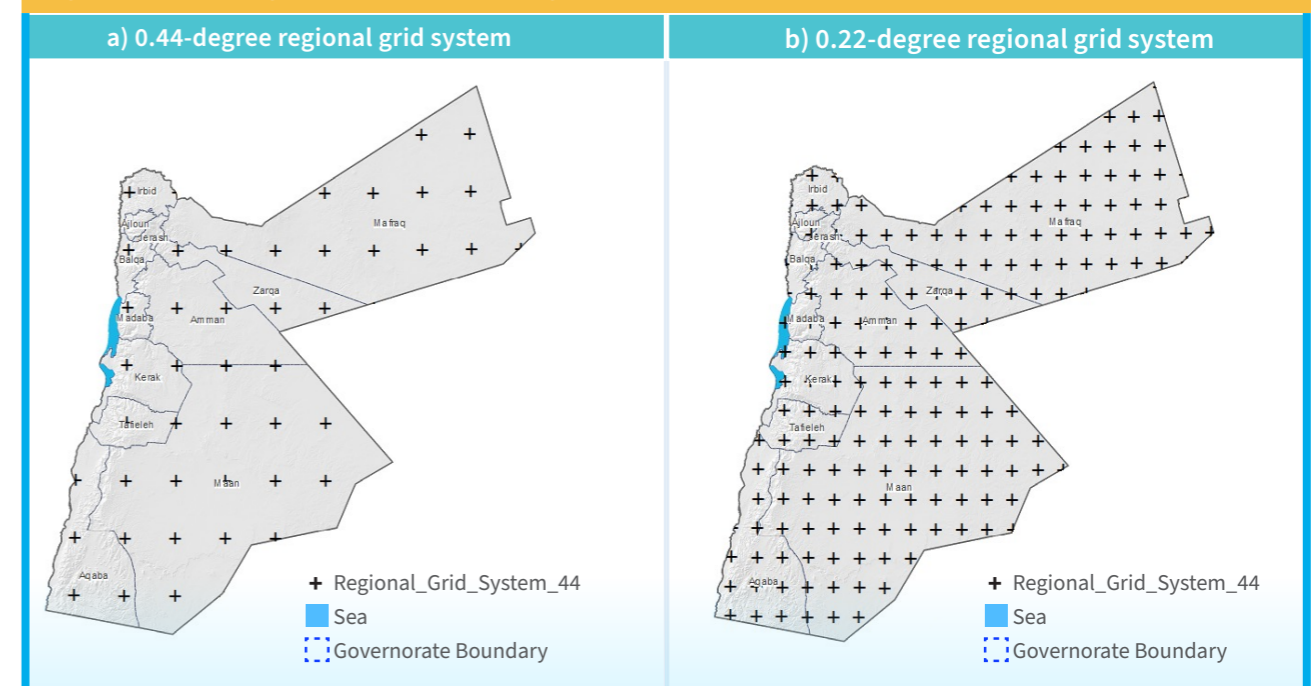 a) 0.44-degree regional grid system
Irbid
Mafraq
Ajloun
Jerash
Balqa
Zarqa
Madaba
Amman
Kerak
Tafieleh
Maan
Aqaba
Regional_Grid_System_44
Sea
Governorate Boundary
b) 0.22-degree regional grid system
Irbid
Mafraq
Ajloun
Jerash
Balqa
Zarqa
Madaba
Amman
Kerak
Tafieleh
Maan
Aqaba
Regional_Grid_System_44
Sea
Governorate Boundary